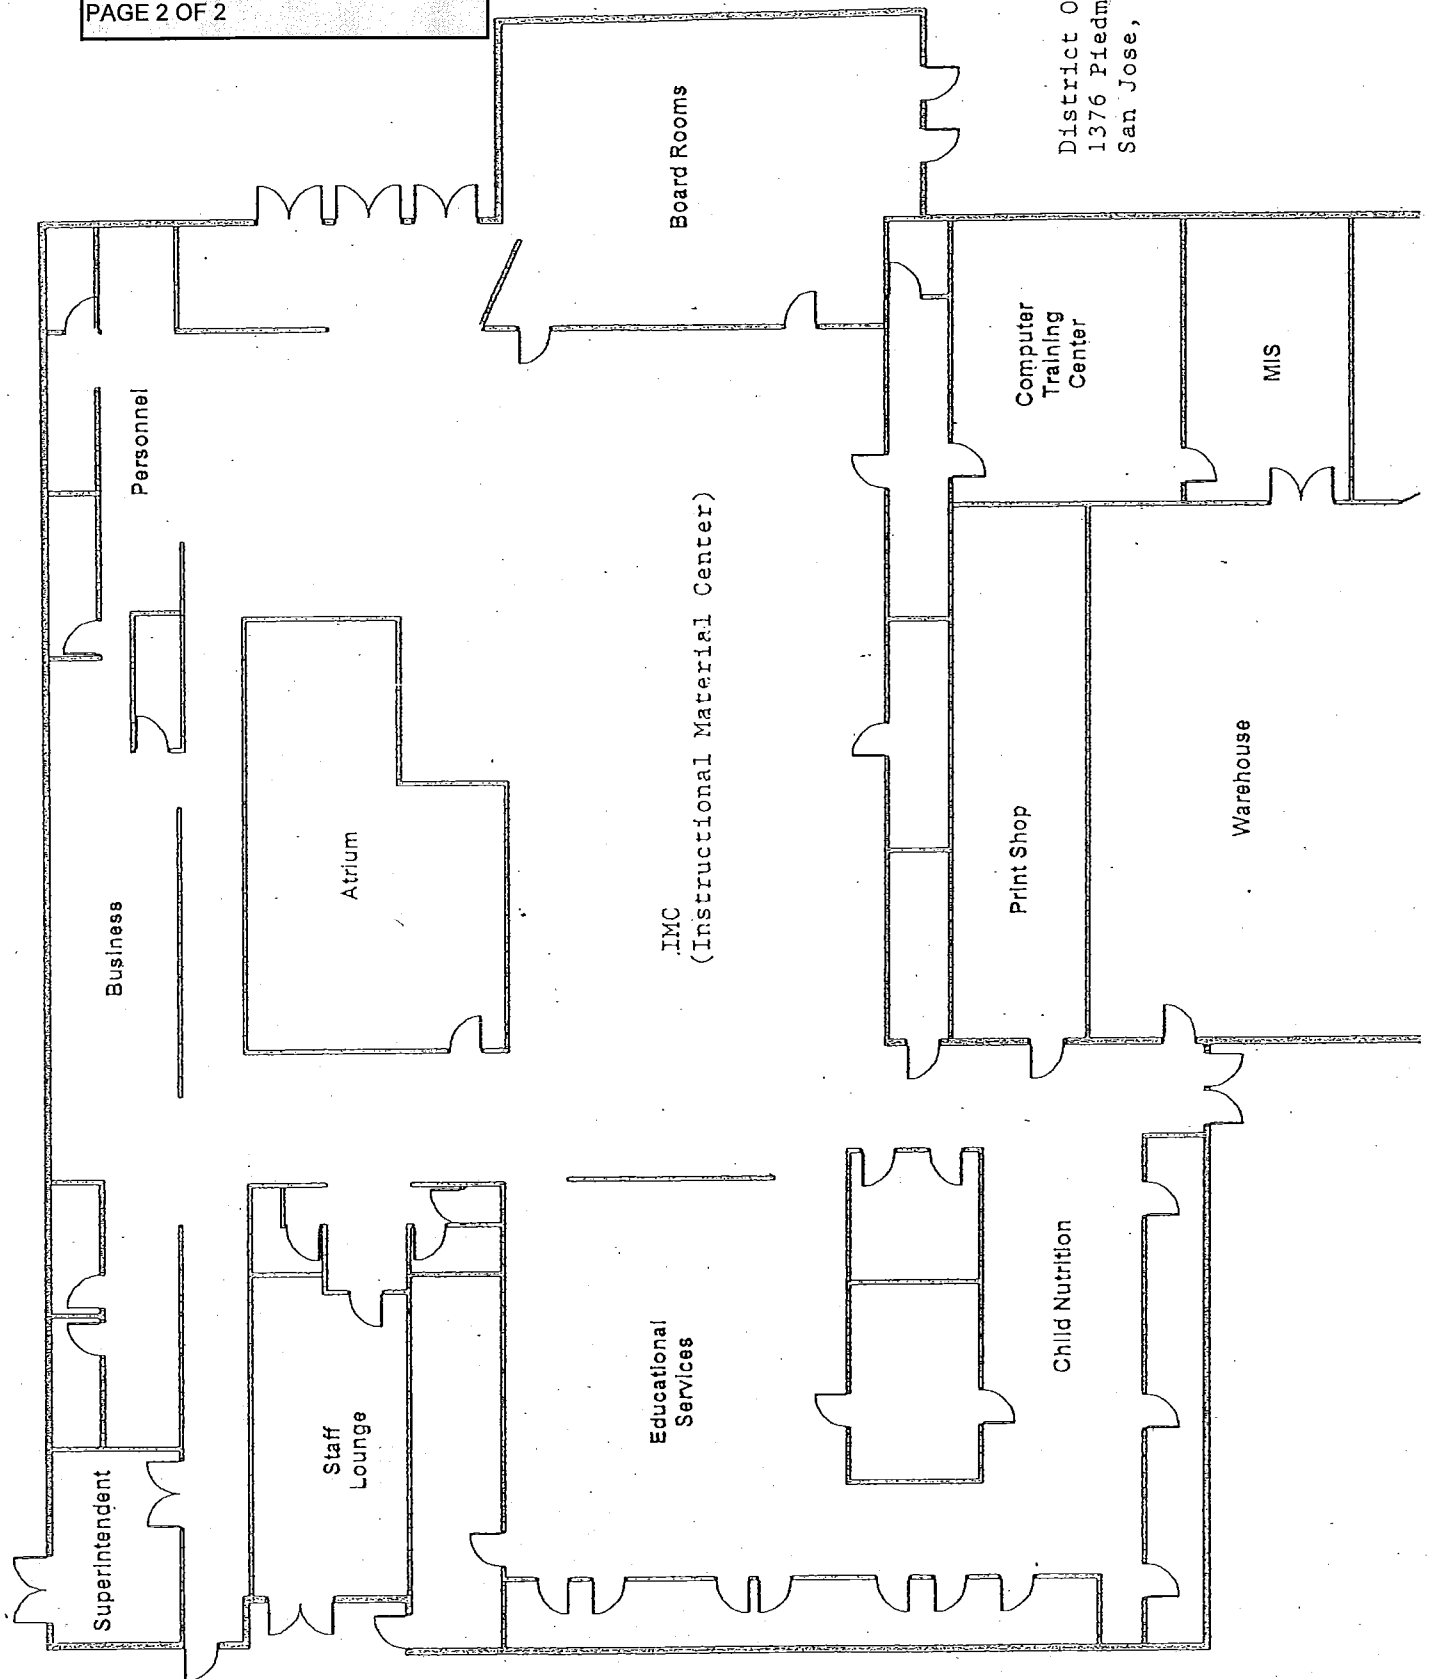 PAGE 2 OF 2
District O
1376 Piedm
San Jose,
Board Rooms
Personnel
Computer
Training
Center
MIS
IMC
(Instructional Material Center)
Atrium
Business
Print Shop
Warehouse
Superintendent
Staff
Lounge
Educational
Services
Child Nutrition